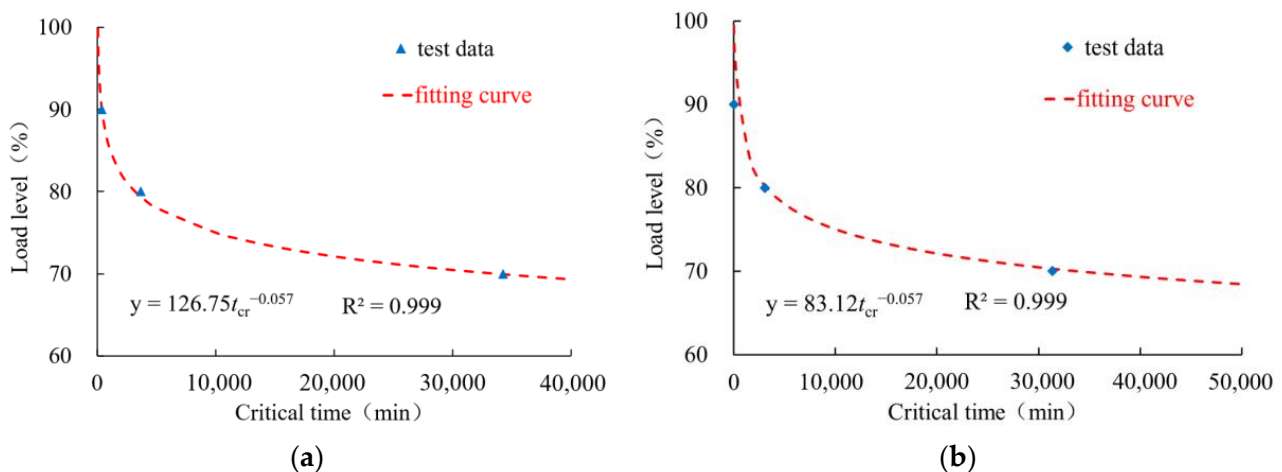 100
90
80
70
60
Load level（%）
test data
fitting curve
y = 126.75t_cr^−0.057 R² = 0.999
0 10,000 20,000 30,000 40,000
Critical time（min）
(a)
100
90
80
70
60
Load level（%）
test data
fitting curve
y = 83.12t_cr^−0.057 R² = 0.999
0 10,000 20,000 30,000 40,000 50,000
Critical time（min）
(b)